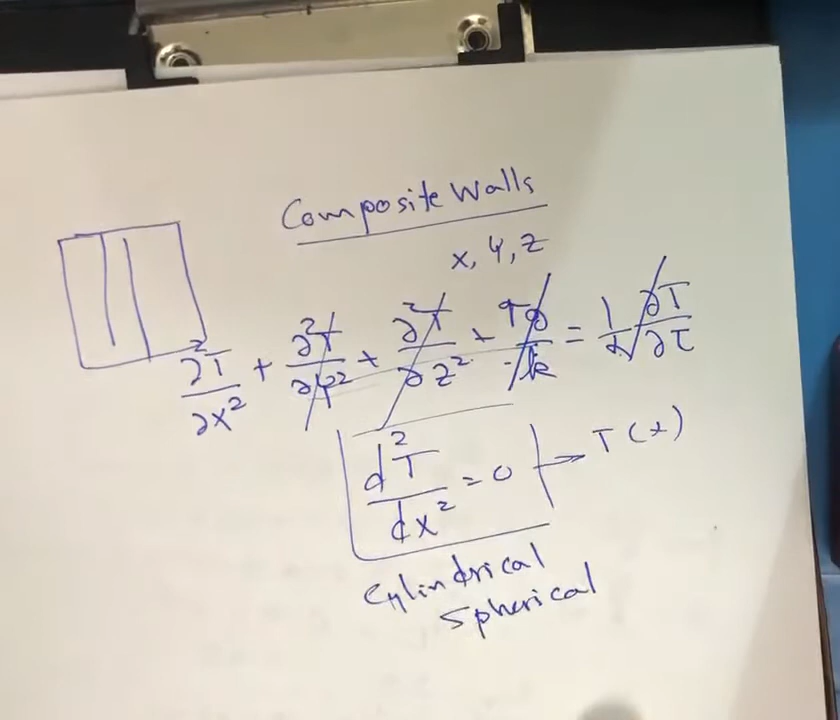 Composite Walls
x, y, z
∂²T/∂x² + ∂²T/∂y² + ∂²T/∂z² + q̇g/k = 1/α ∂T/∂τ
d²T/dx² = 0 → T(x)
Cylindrical
Spherical